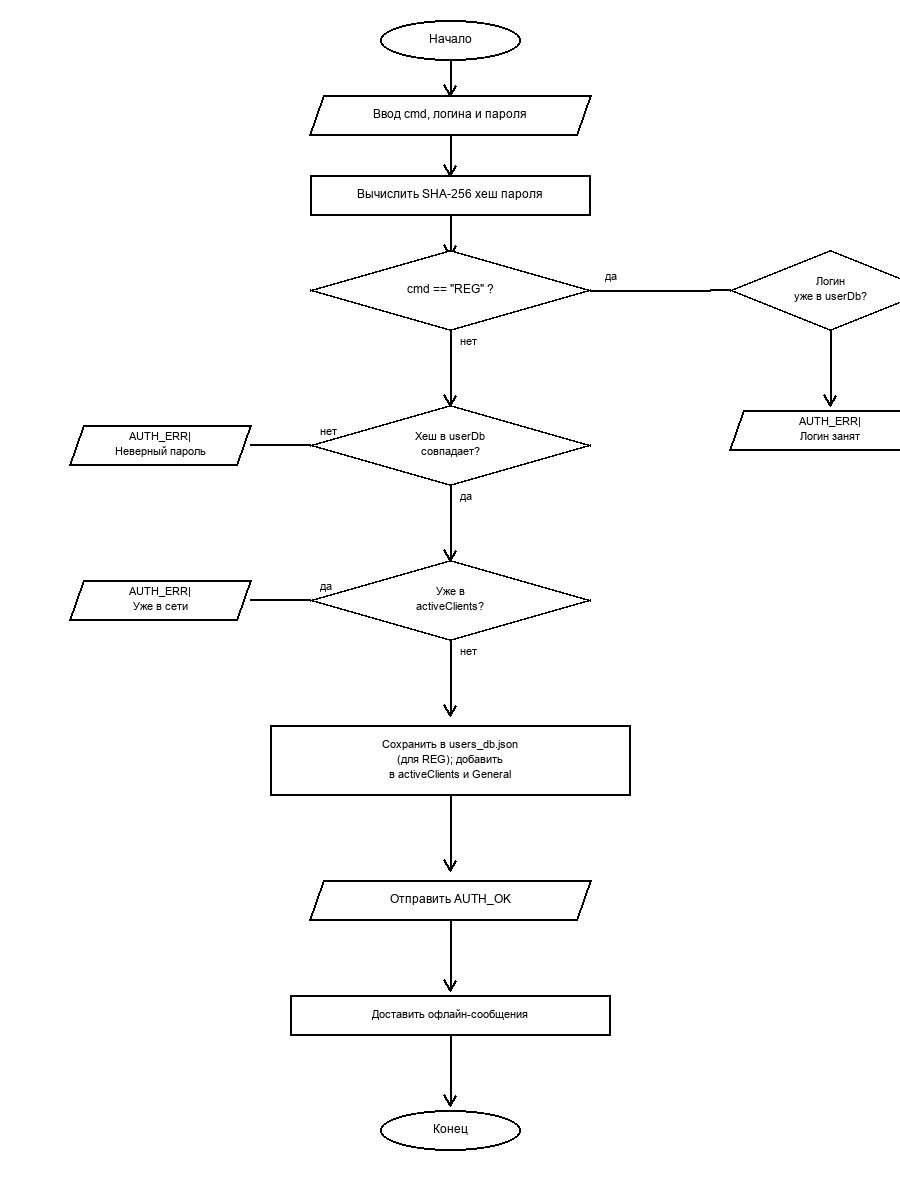 Начало
Ввод cmd, логина и пароля
Вычислить SHA-256 хеш пароля
cmd == "REG" ?
да
Логин
уже в userDb?
нет
AUTH_ERR|
Логин занят
AUTH_ERR|
Неверный пароль
нет
Хеш в userDb
совпадает?
да
AUTH_ERR|
Уже в сети
да
Уже в
activeClients?
нет
Сохранить в users_db.json
(для REG); добавить
в activeClients и General
Отправить AUTH_OK
Доставить офлайн-сообщения
Конец